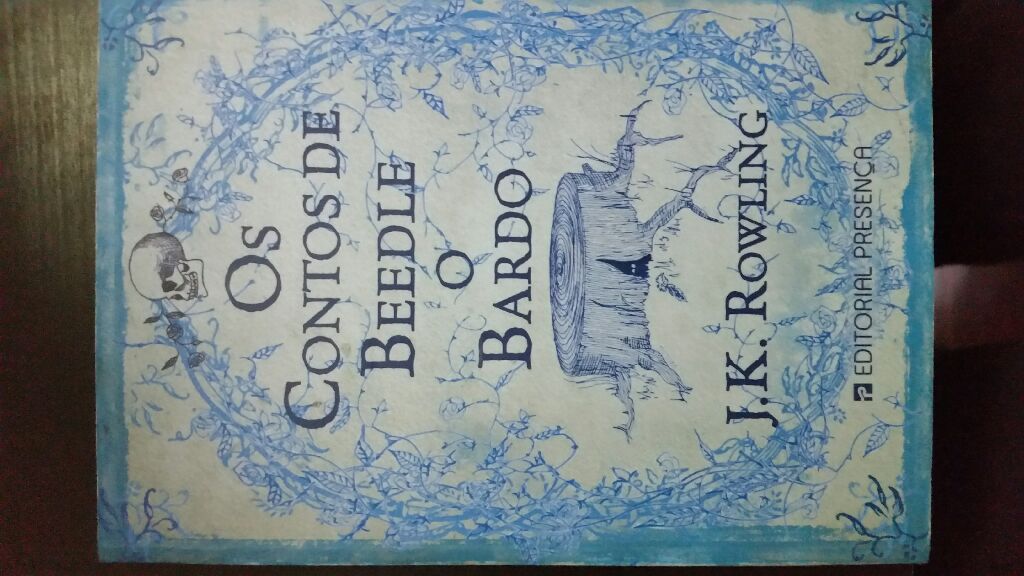 Os
Contos de
Beedle
o
Bardo
J.K. Rowling
Editorial Presença